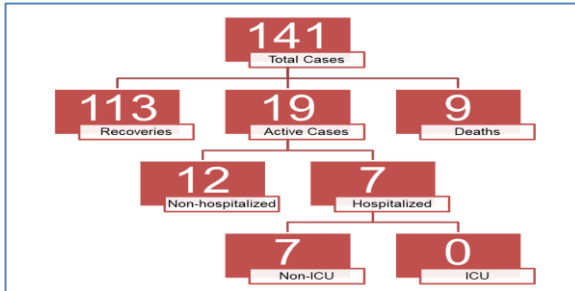 141
Total Cases
113
Recoveries
19
Active Cases
9
Deaths
12
Non-hospitalized
7
Hospitalized
7
Non-ICU
0
ICU